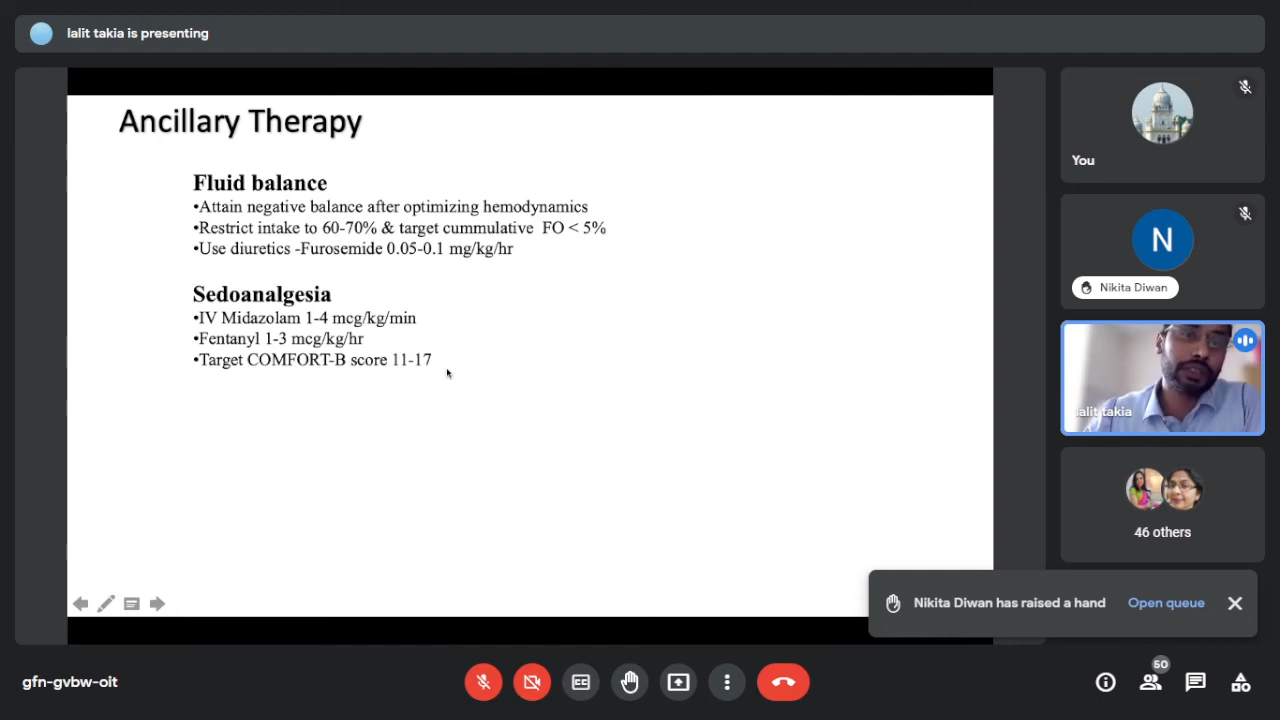 lalit takia is presenting
Ancillary Therapy
Fluid balance
•Attain negative balance after optimizing hemodynamics
•Restrict intake to 60-70% & target cummulative FO < 5%
•Use diuretics -Furosemide 0.05-0.1 mg/kg/hr
Sedoanalgesia
•IV Midazolam 1-4 mcg/kg/min
•Fentanyl 1-3 mcg/kg/hr
•Target COMFORT-B score 11-17
You
N
Nikita Diwan
lalit takia
46 others
Nikita Diwan has raised a hand Open queue
gfn-gvbw-oit
CC
50